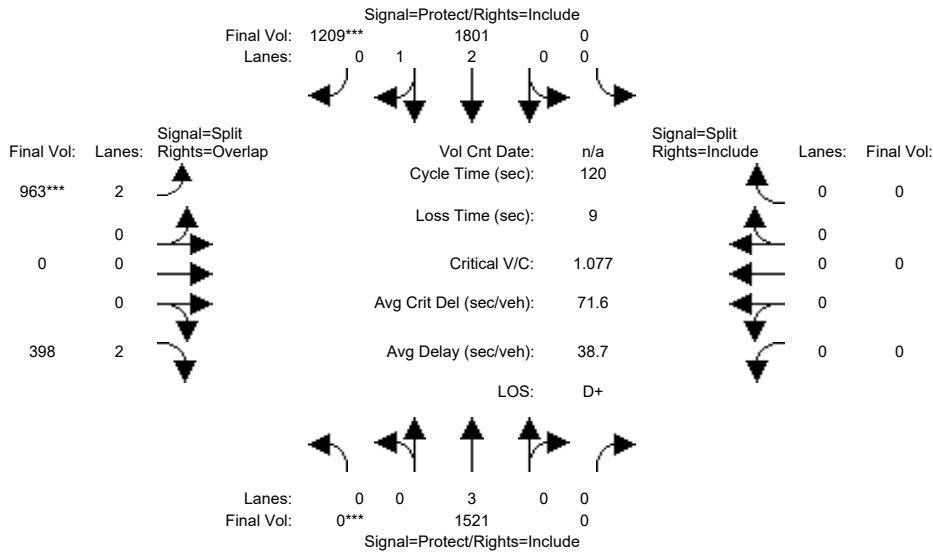 Signal=Protect/Rights=Include
Final Vol: 1209*** 1801 0
Lanes: 0 1 2 0 0
Signal=Split
Final Vol: Lanes: Rights=Overlap
Vol Cnt Date: n/a
Signal=Split
Rights=Include Lanes: Final Vol:
Cycle Time (sec): 120
963*** 2
0 0
Loss Time (sec): 9
0
0
0 0
Critical V/C: 1.077
0 0
0
Avg Crit Del (sec/veh): 71.6
0
398 2
Avg Delay (sec/veh): 38.7
0 0
LOS: D+
Lanes: 0 0 3 0 0
Final Vol: 0*** 1521 0
Signal=Protect/Rights=Include